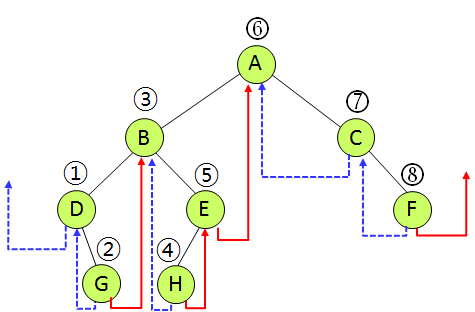 ⑥
A
③
⑦
B
C
①
⑤
⑧
D
E
F
②
④
G
H